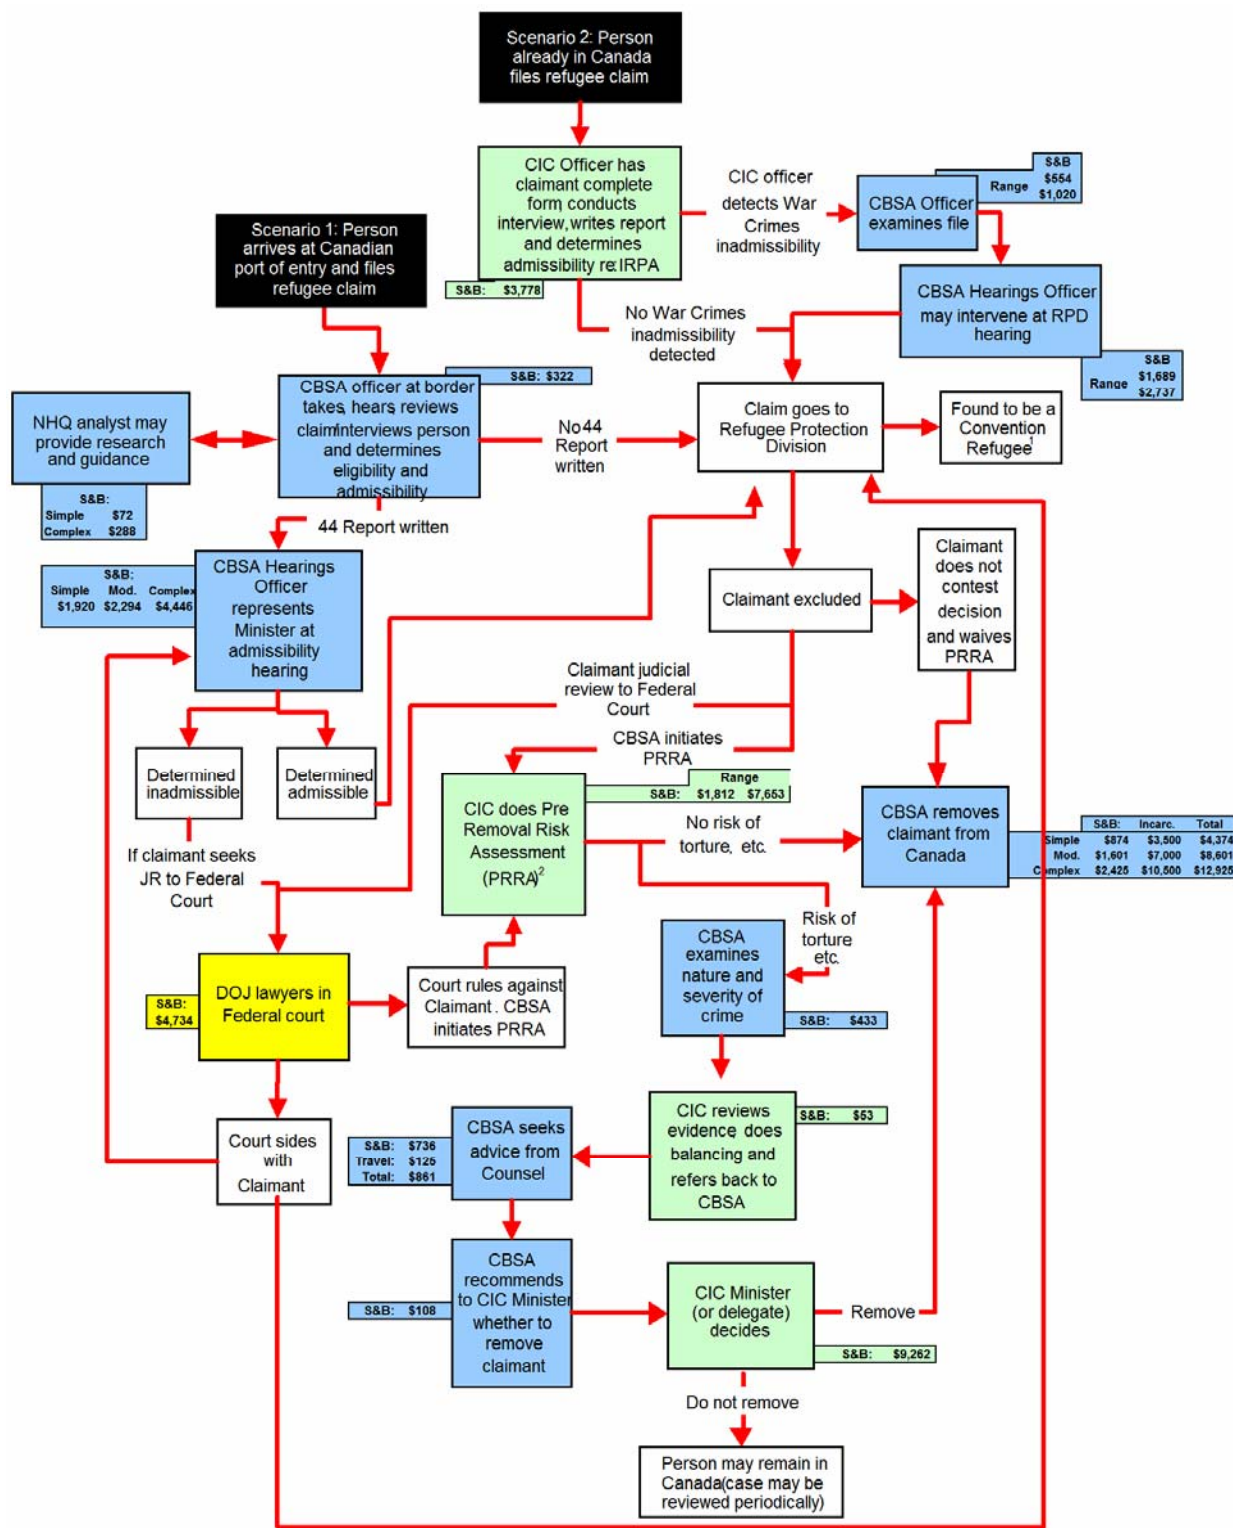 Scenario 2: Person
already in Canada
files refugee claim
CIC Officer has
claimant complete
form, conducts
interview, writes report
and determines
admissibility re: IRPA
S&B: $3,778
CIC officer
detects War
Crimes
inadmissibility
S&B
$554
Range
$1,020
CBSA Officer
examines file
Scenario 1: Person
arrives at Canadian
port of entry and files
refugee claim
CBSA Hearings Officer
may intervene at RPD
hearing
S&B
$1,689
Range
$2,737
No War Crimes
inadmissibility
detected
S&B: $322
CBSA officer at border
takes, hears, reviews
claim/interviews person
and determines
eligibility and
admissibility
NHQ analyst may
provide research
and guidance
S&B:
Simple $72
Complex $288
No 44
Report
written
Claim goes to
Refugee Protection
Division
Found to be a
Convention
Refugee1
44 Report written
S&B:
Simple Mod. Complex
$1,920 $2,294 $4,446
CBSA Hearings
Officer
represents
Minister at
admissibility
hearing
Claimant excluded
Claimant
does not
contest
decision
and waives
PRRA
Claimant judicial
review to Federal
Court
CBSA initiates
PRRA
Determined
inadmissible
Determined
admissible
Range
S&B: $1,812 $7,653
CIC does Pre
Removal Risk
Assessment
(PRRA)2
No risk of
torture, etc.
CBSA removes
claimant from
Canada
S&B: Incarc. Total
Simple $874 $3,500 $4,374
Mod. $1,601 $7,000 $8,601
Complex $2,425 $10,500 $12,925
If claimant seeks
JR to Federal
Court
Risk of
torture,
etc.
CBSA
examines
nature and
severity of
crime
S&B: $433
S&B:
$4,734
DOJ lawyers in
Federal court
Court rules against
Claimant. CBSA
initiates PRRA
CIC reviews
evidence, does
balancing and
refers back to
CBSA
S&B: $53
CBSA seeks
advice from
Counsel
S&B: $736
Travel: $125
Total: $861
Court sides
with
Claimant
CBSA
recommends
to CIC Minister
whether to
remove
claimant
S&B: $108
CIC Minister
(or delegate)
decides
S&B: $9,262
Remove
Do not remove
Person may remain in
Canada(case may be
reviewed periodically)